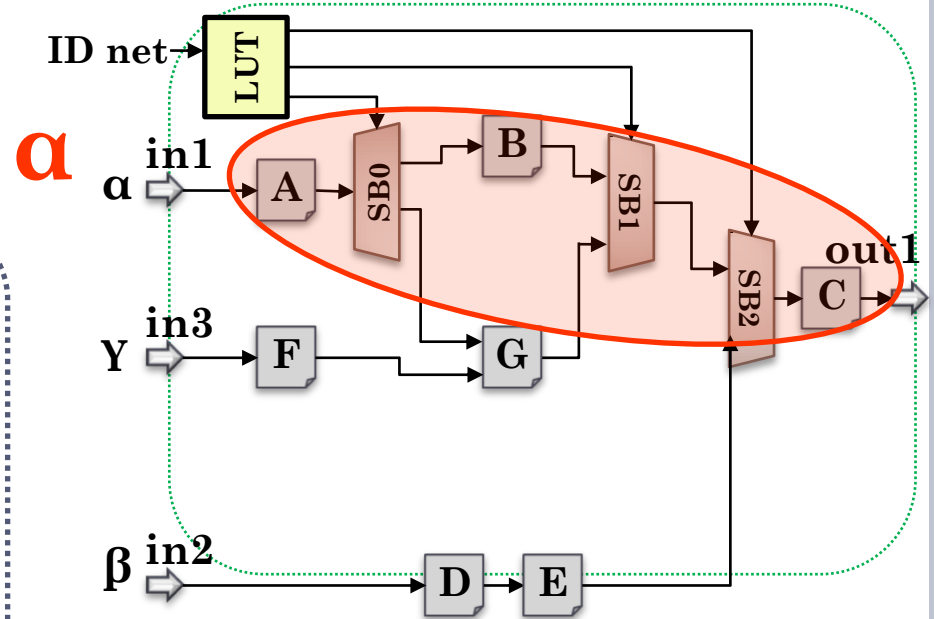 ID net
LUT
α
in1
α
A
SB0
B
SB1
out1
SB2
C
in3
γ
F
G
in2
β
D
E